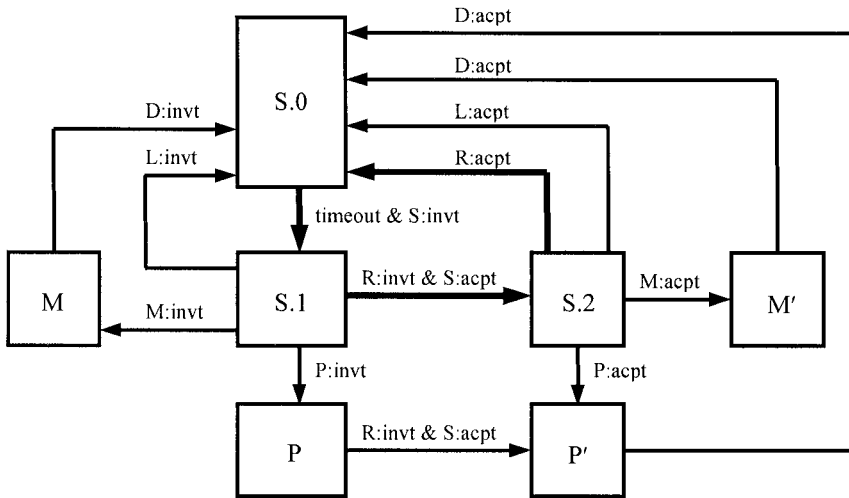 D:acpt
D:acpt
S.0
D:invt
L:acpt
L:invt
R:acpt
timeout & S:invt
R:invt & S:acpt
M:acpt
M
S.1
S.2
M′
M:invt
P:invt
P:acpt
R:invt & S:acpt
P
P′